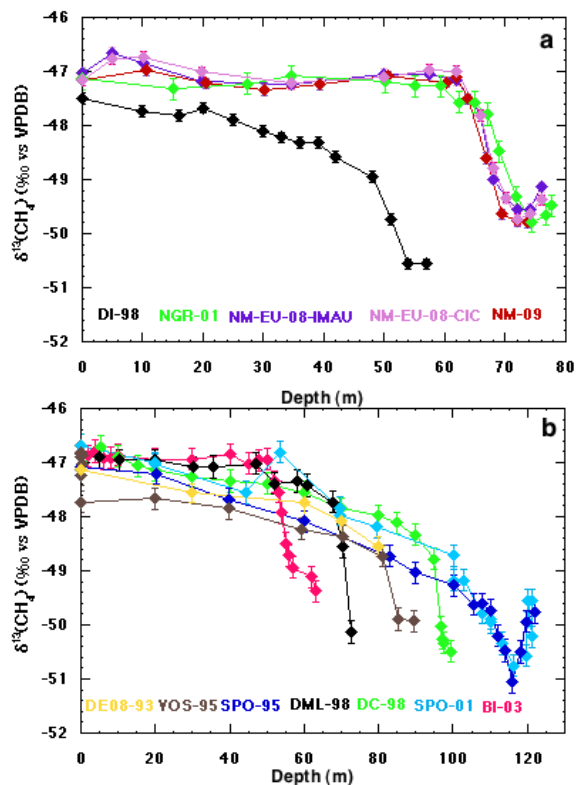 a
-46
-47
-48
-49
-50
-51
-52
δ¹³(CH₄) (‰ vs VPDB)
DI-98 NGR-01 NM-EU-08-IMAU NM-EU-08-CIC NM-09
0 10 20 30 40 50 60 70 80
Depth (m)
b
-46
-47
-48
-49
-50
-51
-52
δ¹³(CH₄) (‰ vs VPDB)
DE08-93 VOS-95 SPO-95 DML-98 DC-98 SPO-01 BI-03
0 20 40 60 80 100 120
Depth (m)